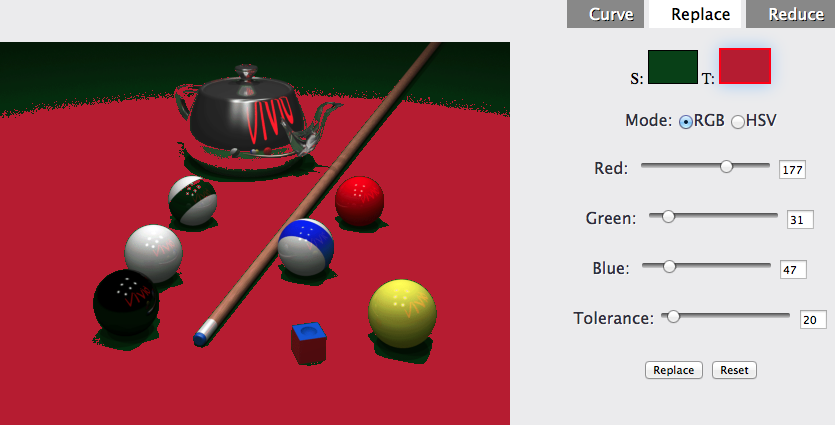 Curve Replace Reduce
S: T:
Mode: RGB HSV
Red: 177
Green: 31
Blue: 47
Tolerance: 20
Replace Reset